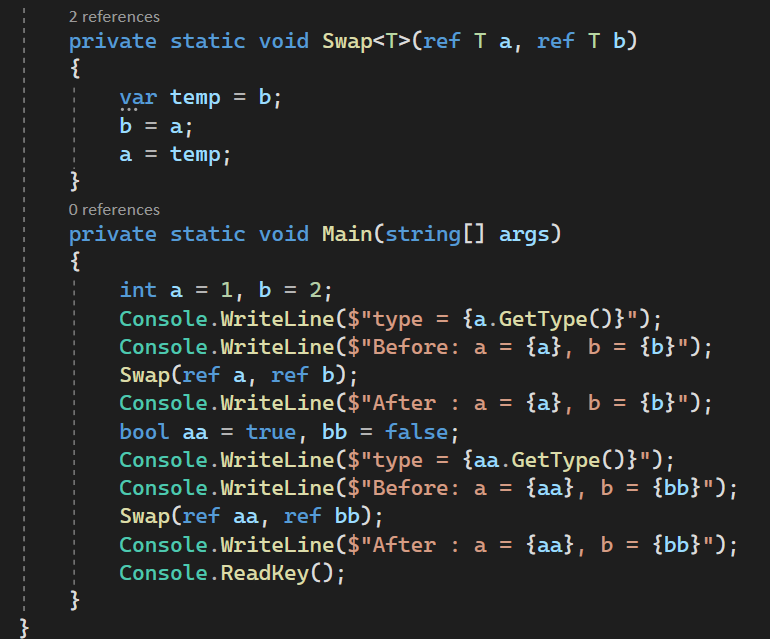 2 references
private static void Swap<T>(ref T a, ref T b)
{
var temp = b;
b = a;
a = temp;
}
0 references
private static void Main(string[] args)
{
int a = 1, b = 2;
Console.WriteLine($"type = {a.GetType()}");
Console.WriteLine($"Before: a = {a}, b = {b}");
Swap(ref a, ref b);
Console.WriteLine($"After : a = {a}, b = {b}");
bool aa = true, bb = false;
Console.WriteLine($"type = {aa.GetType()}");
Console.WriteLine($"Before: a = {aa}, b = {bb}");
Swap(ref aa, ref bb);
Console.WriteLine($"After : a = {aa}, b = {bb}");
Console.ReadKey();
}
}